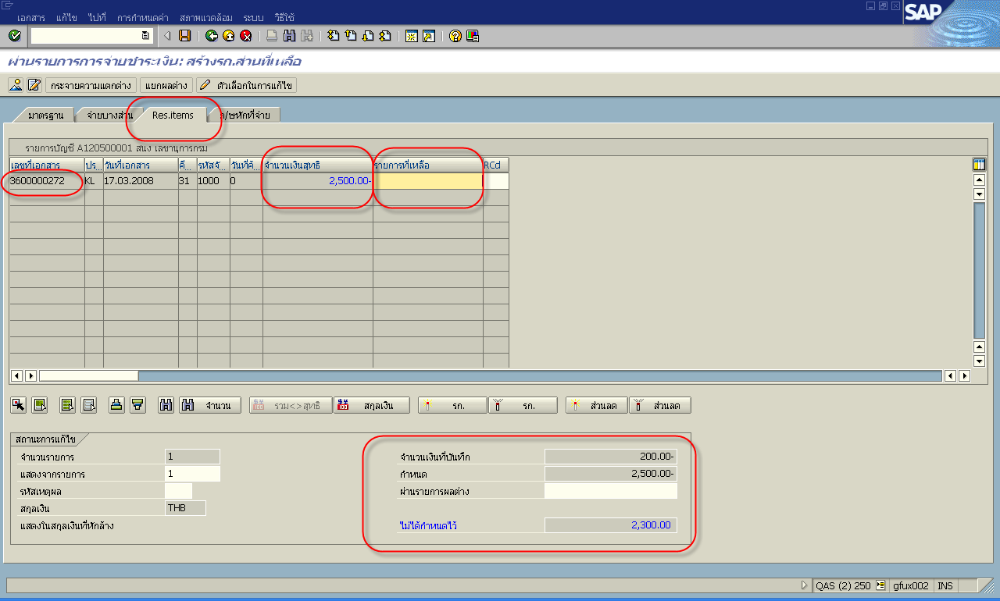 เอกสาร แก้ไข ไปที่ การกำหนดค่า สภาพแวดล้อม ระบบ วิธีใช้
SAP
ผ่านรายการการจ่ายชำระเงิน: สร้างรก.ส่วนที่เหลือ
กระจายความแตกต่าง แยกผลต่าง ตัวเลือกในการแก้ไข
มาตรฐาน จ่ายบางส่วน Res.items ภ/ษหักที่จ่าย
รายการบัญชี A120500001 สนง เลขานุการกรม
เลขที่เอกสาร ปร.. วันที่เอกสาร คี... รหัสจั... วันที่ค้... จำนวนเงินสุทธิ รายการที่เหลือ RCd
3600000272 KL 17.03.2008 31 1000 0 2,500.00-
จำนวน รวม<>สุทธิ สกุลเงิน รก. รก. ส่วนลด ส่วนลด
สถานะการแก้ไข
จำนวนรายการ 1 จำนวนเงินที่บันทึก 200.00-
แสดงจากรายการ 1 กำหนด 2,500.00-
รหัสเหตุผล ผ่านรายการผลต่าง
สกุลเงิน THB
แสดงในสกุลเงินที่หักล้าง ไม่ได้กำหนดไว้ 2,300.00
QAS (2) 250 gfux002 INS